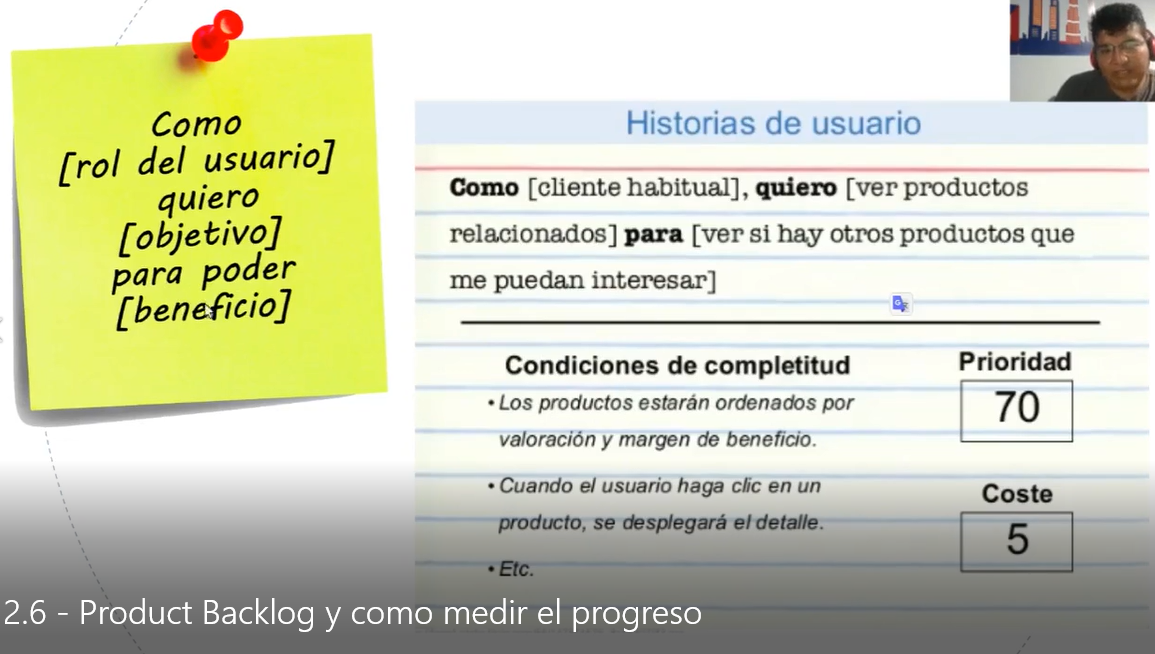 Como
[rol del usuario]
quiero
[objetivo]
para poder
[beneficio]
Historias de usuario
Como [cliente habitual], quiero [ver productos
relacionados] para [ver si hay otros productos que
me puedan interesar]
Condiciones de completitud
• Los productos estarán ordenados por
valoración y margen de beneficio.
• Cuando el usuario haga clic en un
producto, se desplegará el detalle.
• Etc.
Prioridad
70
Coste
5
2.6 - Product Backlog y como medir el progreso